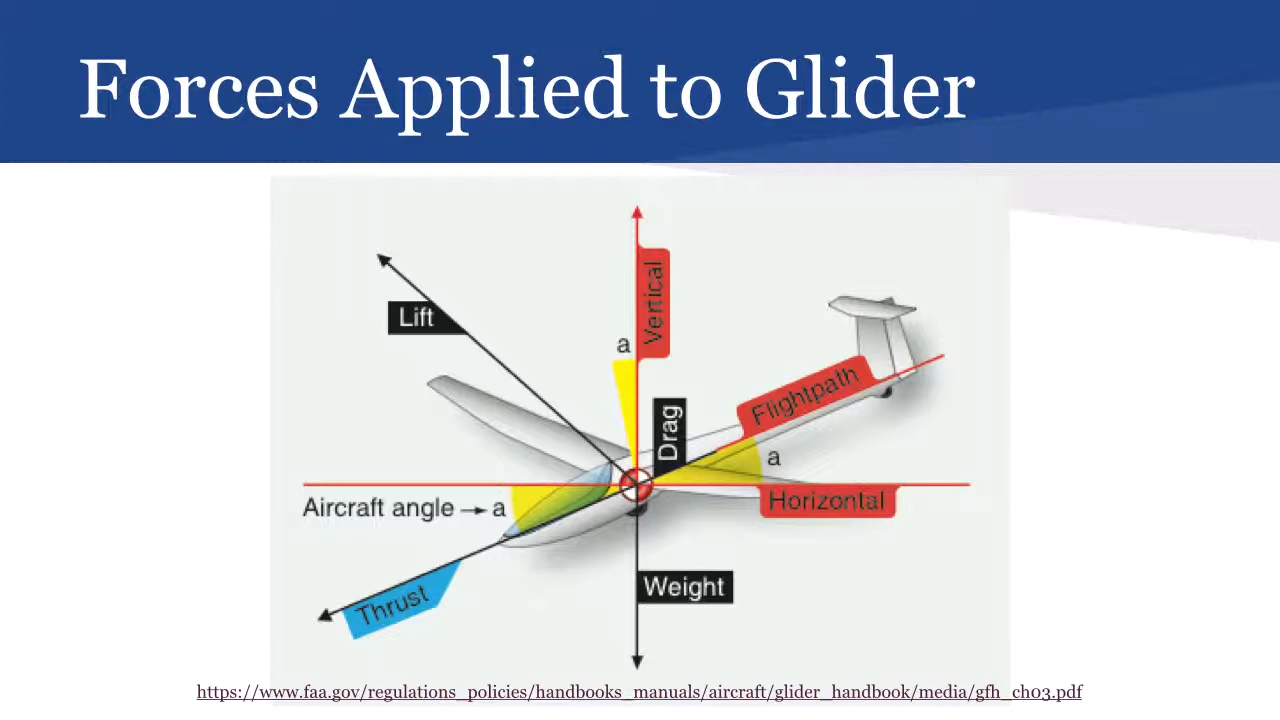 Forces Applied to Glider
Vertical
Lift
a
Drag
Flightpath
a
Horizontal
Aircraft angle → a
Weight
Thrust
https://www.faa.gov/regulations_policies/handbooks_manuals/aircraft/glider_handbook/media/gfh_ch03.pdf